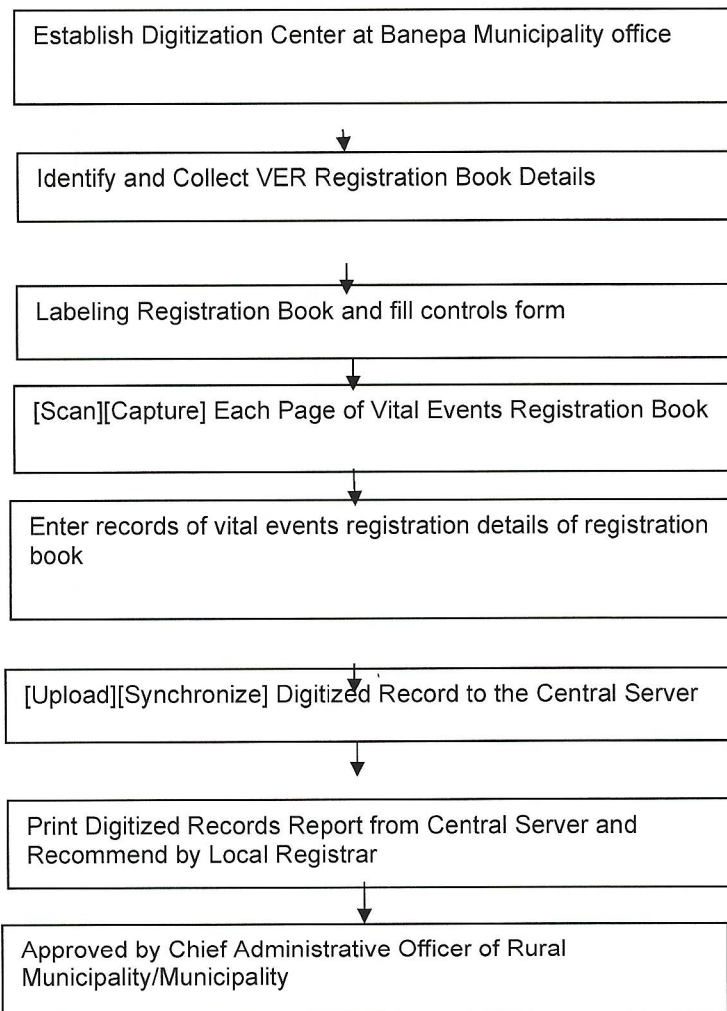 Establish Digitization Center at Banepa Municipality office
Identify and Collect VER Registration Book Details
Labeling Registration Book and fill controls form
[Scan][Capture] Each Page of Vital Events Registration Book
Enter records of vital events registration details of registration
book
[Upload][Synchronize] Digitized Record to the Central Server
Print Digitized Records Report from Central Server and
Recommend by Local Registrar
Approved by Chief Administrative Officer of Rural
Municipality/Municipality